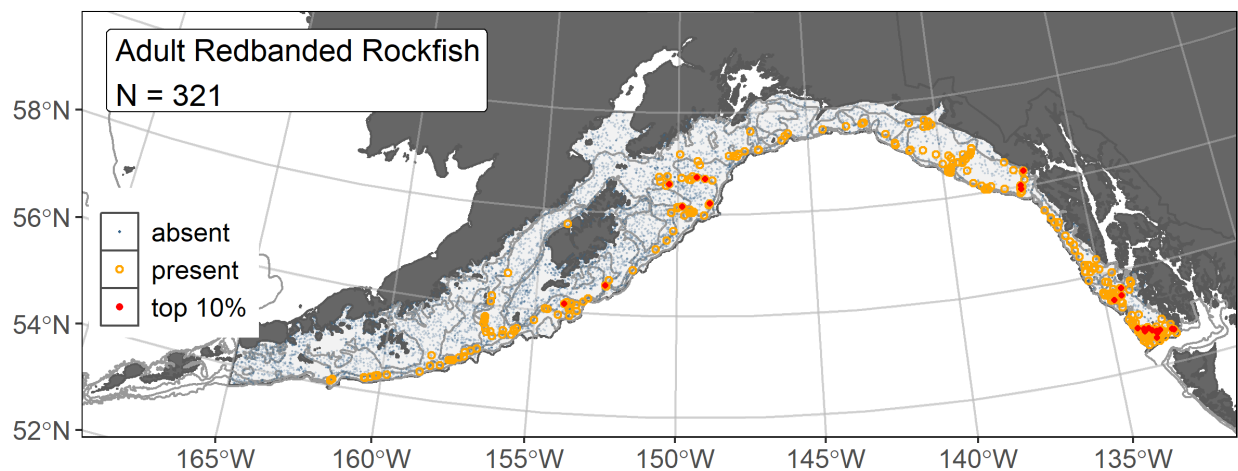 Adult Redbanded Rockfish
N = 321
58°N
56°N
54°N
52°N
absent
present
top 10%
165°W
160°W
155°W
150°W
145°W
140°W
135°W